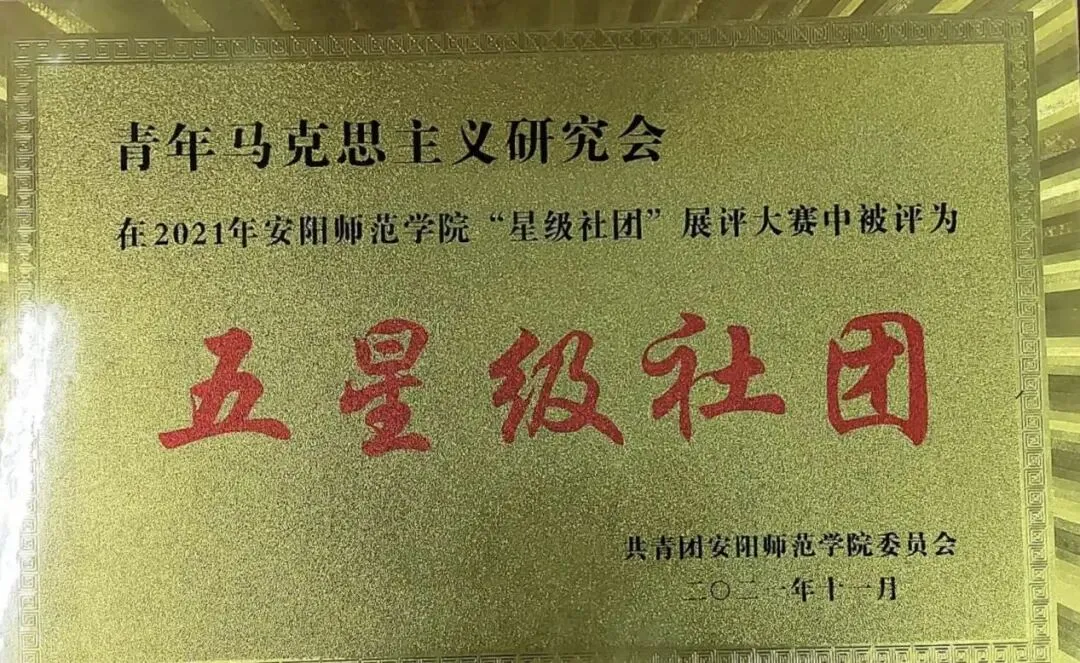 青年马克思主义研究会
在2021年安阳师范学院“星级社团”展评大赛中被评为
五星级社团
共青团安阳师范学院委员会
二〇二一年十一月